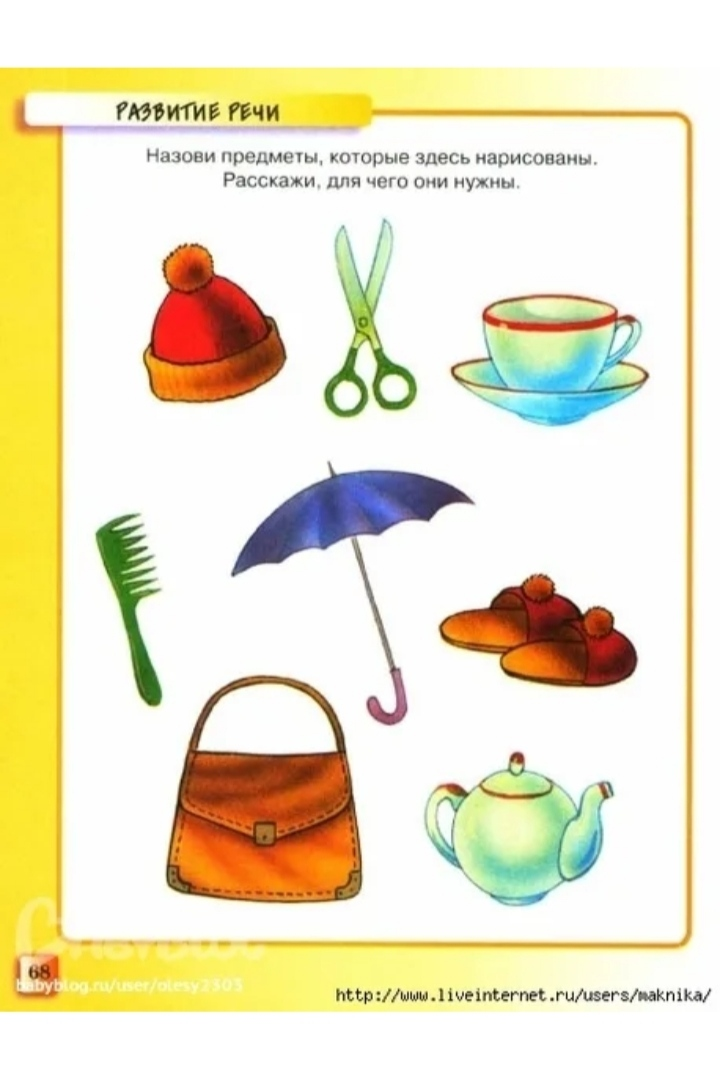 РАЗВИТИЕ РЕЧИ
Назови предметы, которые здесь нарисованы.
Расскажи, для чего они нужны.
68
babyblog.ru/user/olesy2303
http://www.liveinternet.ru/users/maknika/